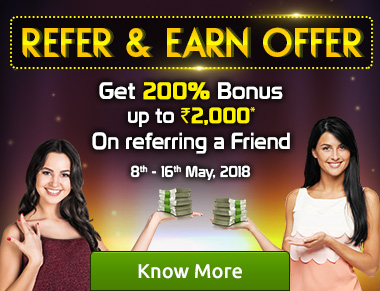 REFER & EARN OFFER
Get 200% Bonus
up to ₹2,000*
On referring a Friend
8th - 16th May, 2018
Know More